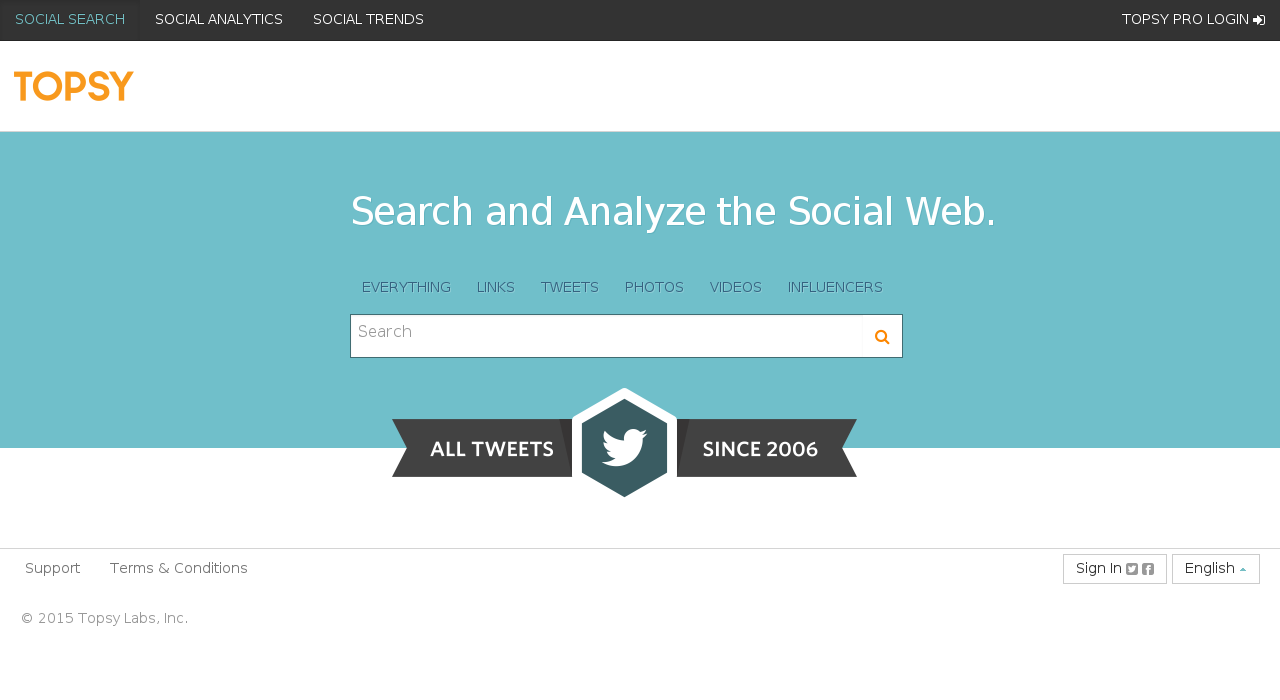 SOCIAL SEARCH SOCIAL ANALYTICS SOCIAL TRENDS TOPSY PRO LOGIN
TOPSY
Search and Analyze the Social Web.
EVERYTHING LINKS TWEETS PHOTOS VIDEOS INFLUENCERS
Search
ALL TWEETS SINCE 2006
Support Terms & Conditions Sign In English
© 2015 Topsy Labs, Inc.